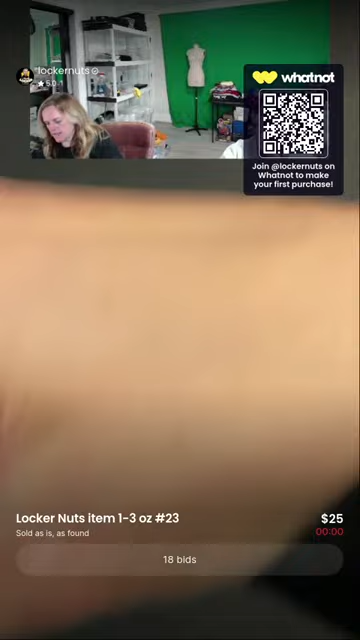 lockernuts
5.0
whatnot
Join @lockernuts on
Whatnot to make
your first purchase!
Locker Nuts item 1-3 oz #23
$25
Sold as is, as found
00:00
18 bids